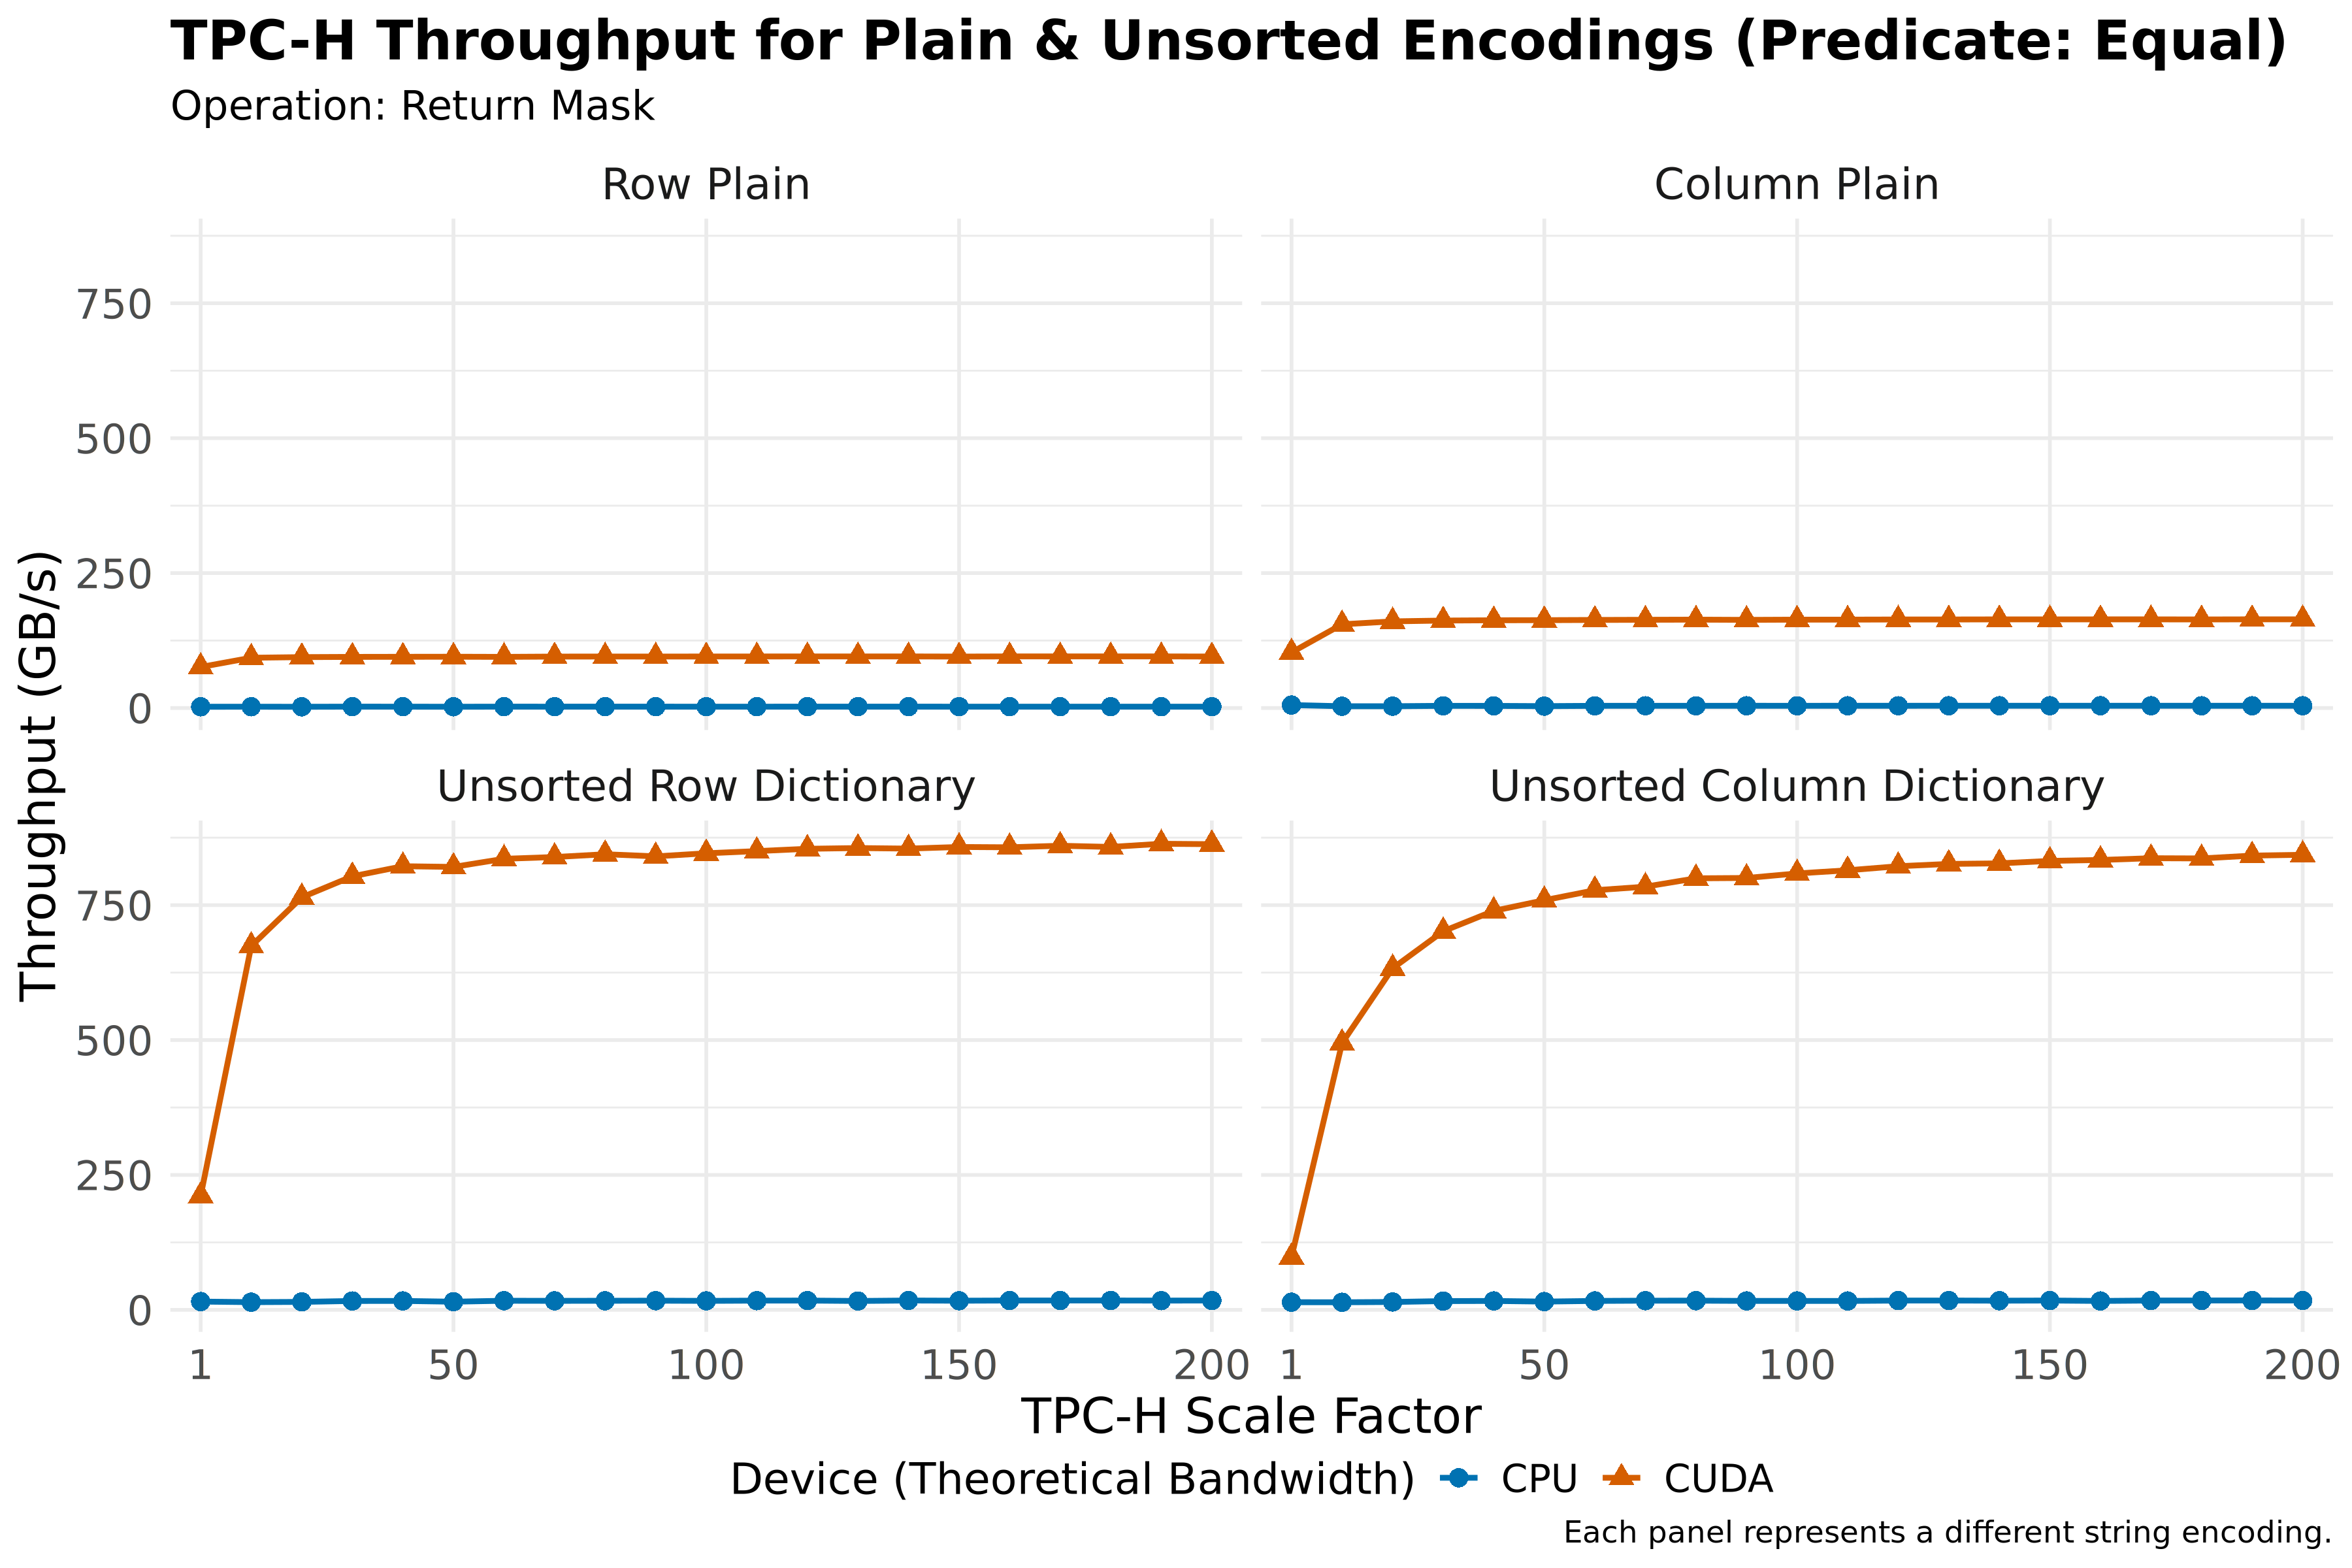 TPC-H Throughput for Plain & Unsorted Encodings (Predicate: Equal)
Operation: Return Mask
Row Plain
Column Plain
750
500
250
0
Unsorted Row Dictionary
Unsorted Column Dictionary
750
500
250
0
Throughput (GB/s)
1 50 100 150 200 1 50 100 150 200
TPC-H Scale Factor
Device (Theoretical Bandwidth) CPU CUDA
Each panel represents a different string encoding.